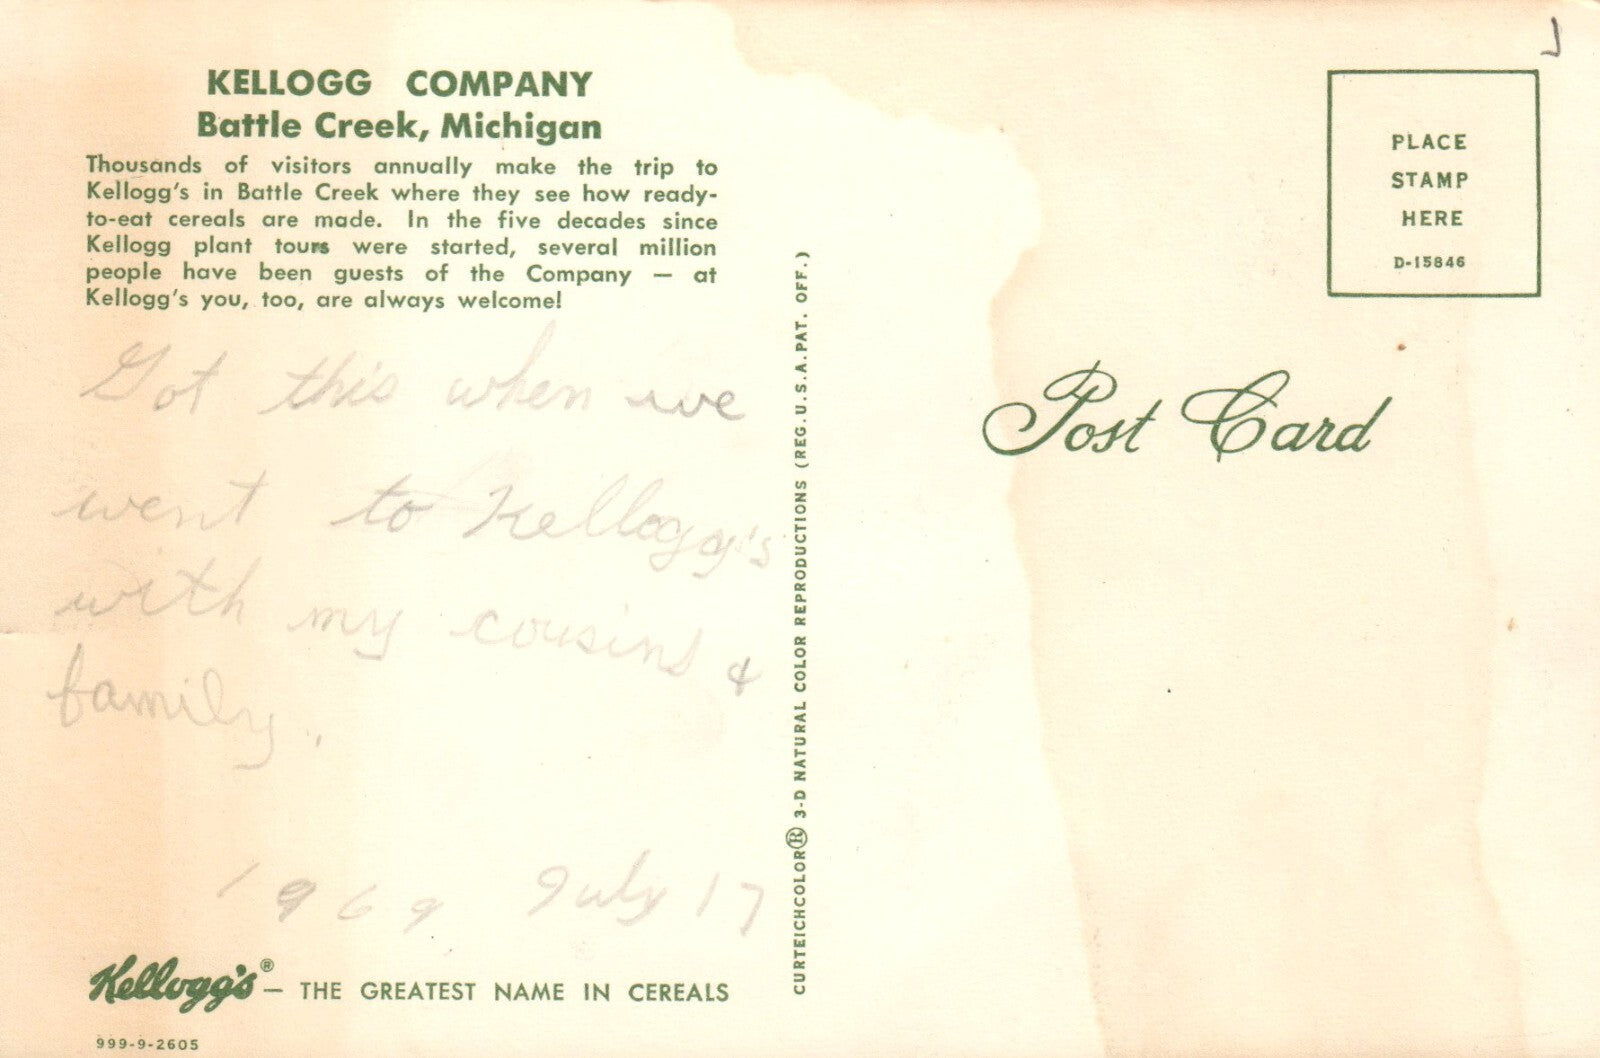 KELLOGG COMPANY
Battle Creek, Michigan
Thousands of visitors annually make the trip to
Kellogg's in Battle Creek where they see how ready-
to-eat cereals are made. In the five decades since
Kellogg plant tours were started, several million
people have been guests of the Company — at
Kellogg's you, too, are always welcome!
Got this when we
went to Kellogg's
with my cousins &
family.
1969 July 17
Kellogg's® — THE GREATEST NAME IN CEREALS
999-9-2605
CURTEICHCOLOR® 3-D NATURAL COLOR REPRODUCTIONS (REG. U.S.A. PAT. OFF.)
PLACE
STAMP
HERE
D-15846
Post Card